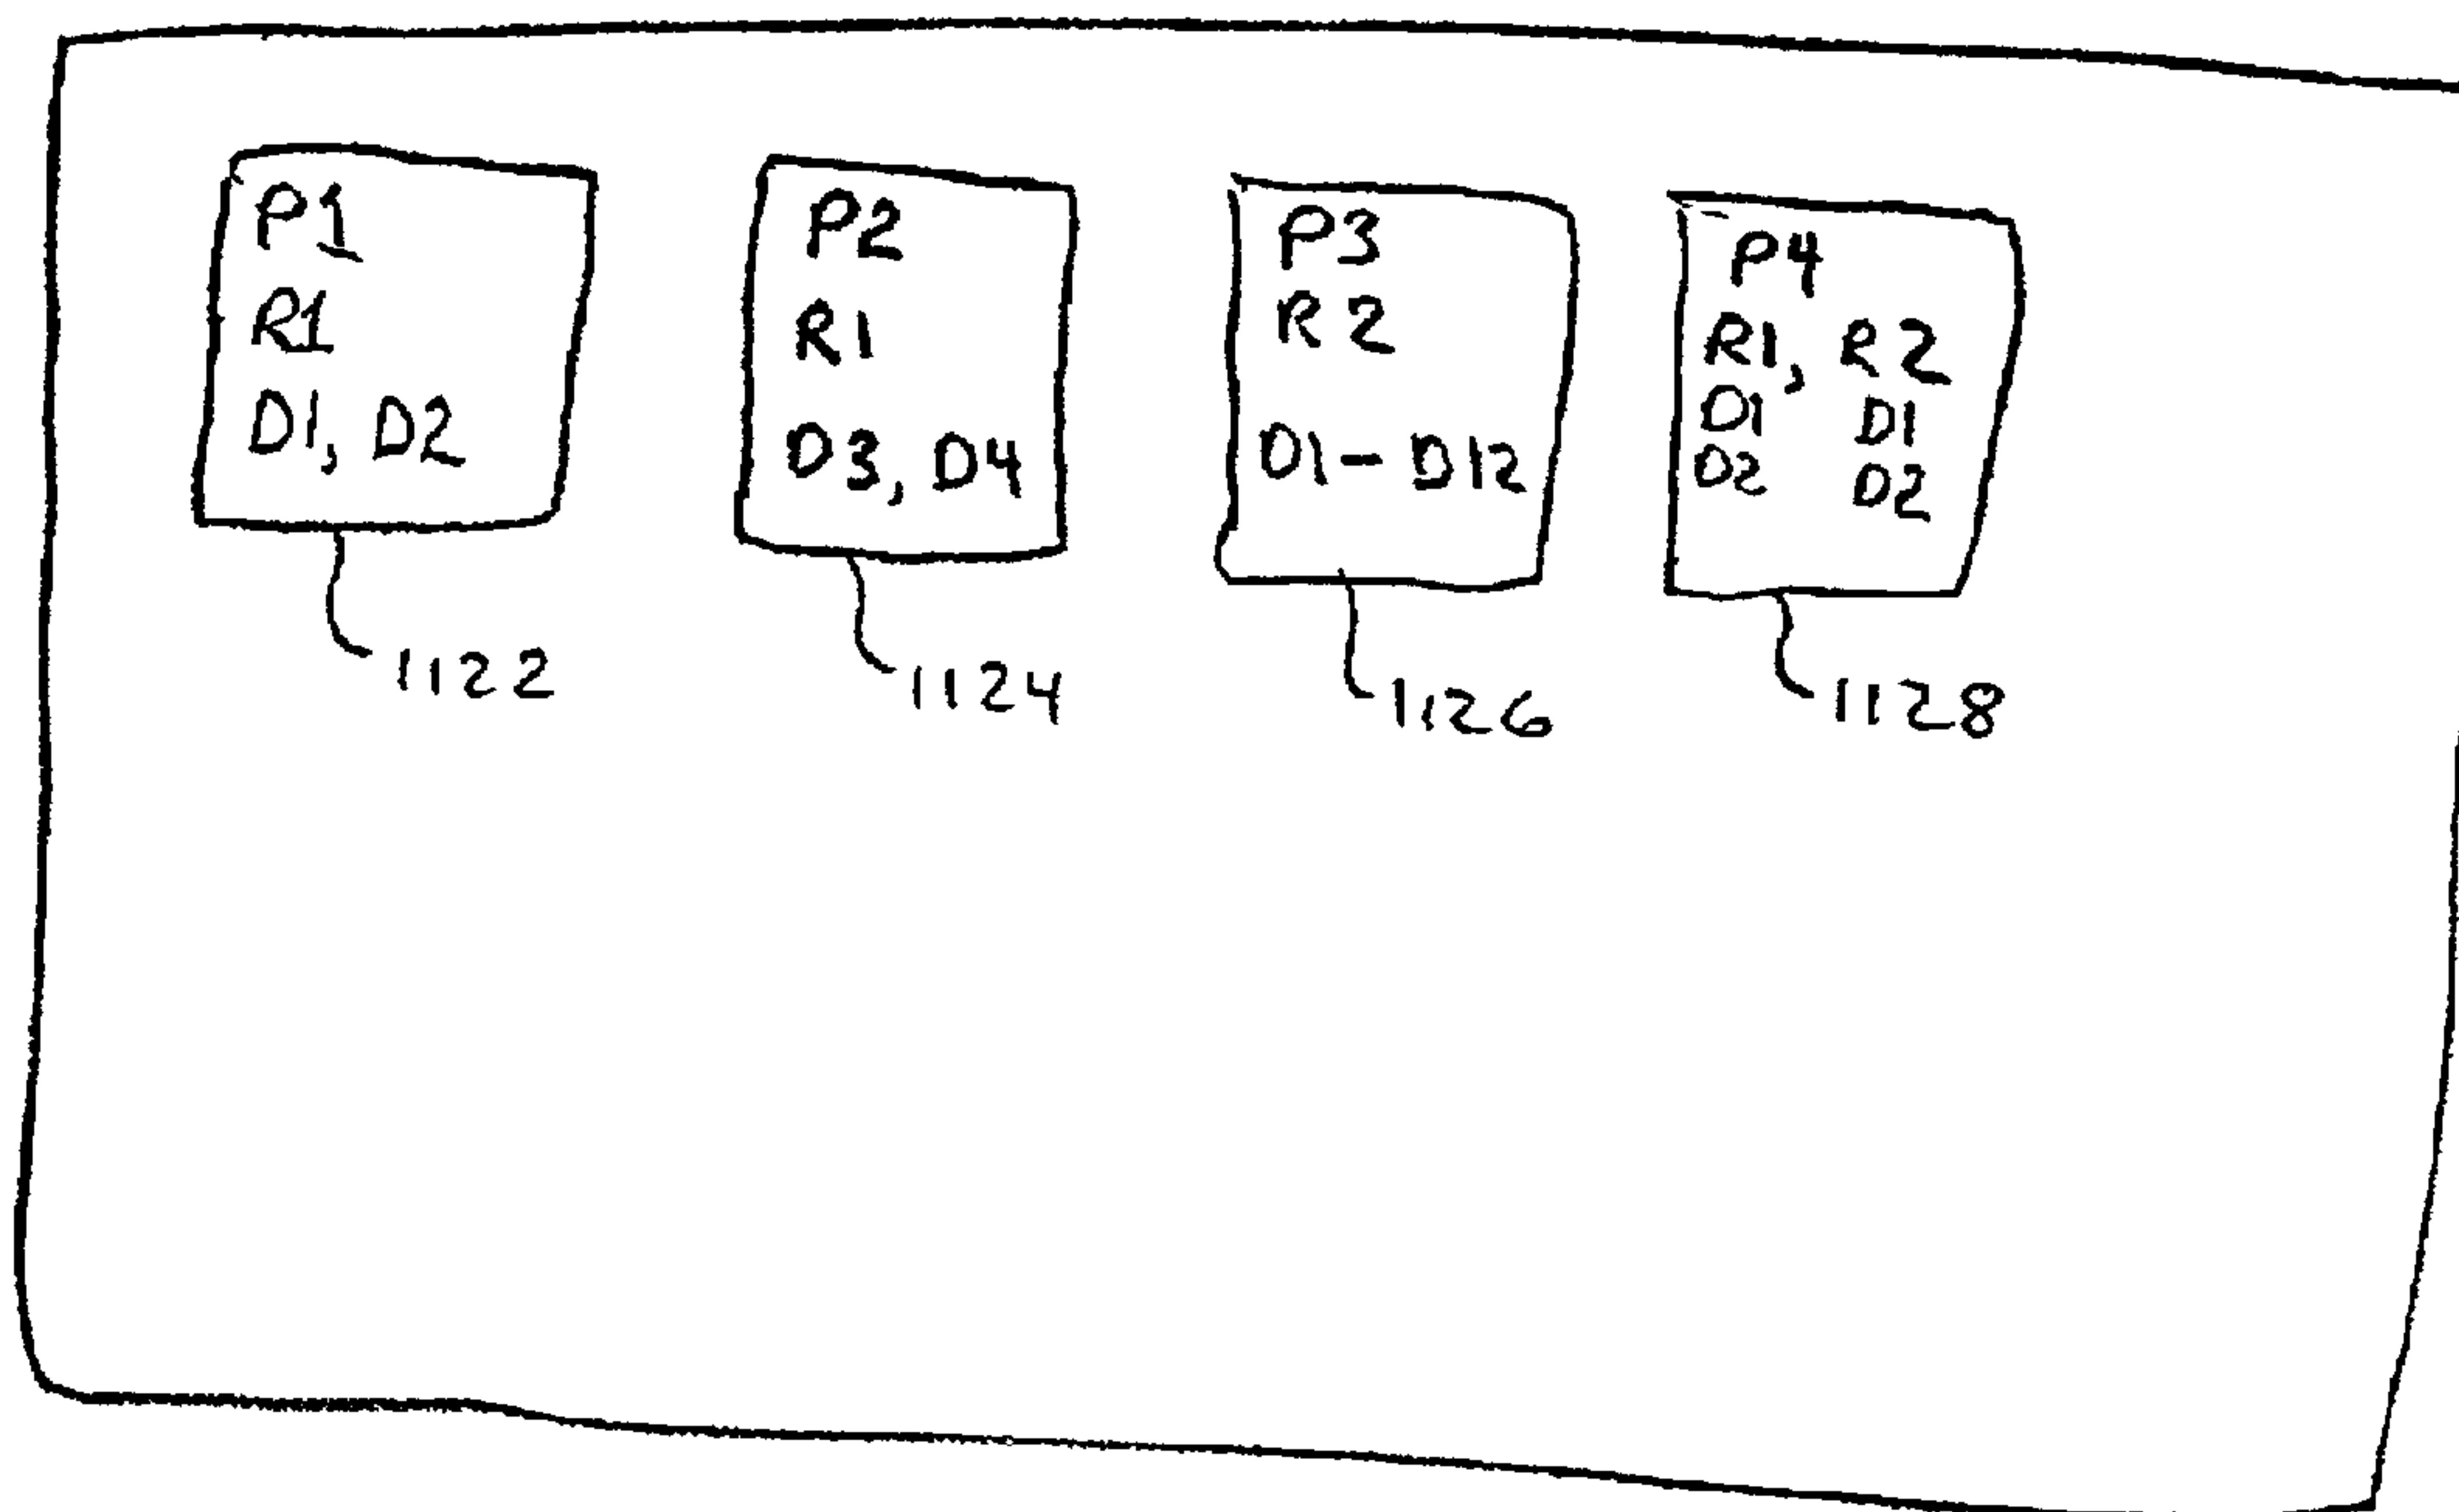 P1
R1
D1, D2
1122
P2
R1
D3, D4
1124
P3
R2
D1-D12
1126
P4
R1, R2
D1 D1
D2 D2
1128